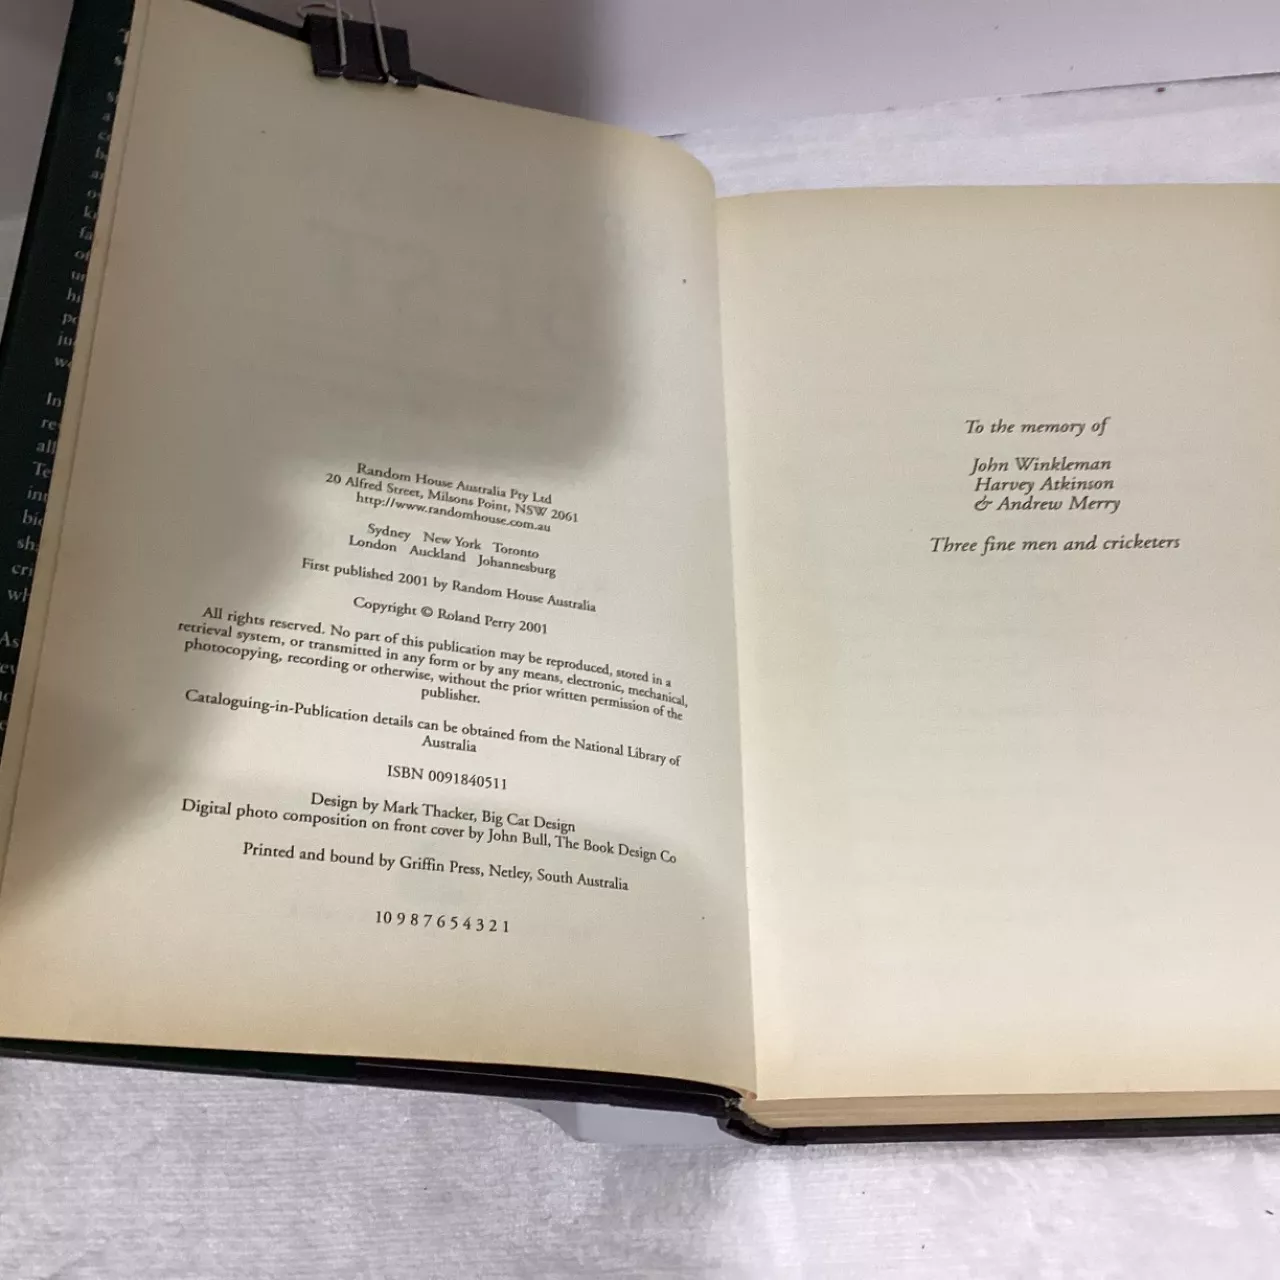 Random House Australia Pty Ltd
20 Alfred Street, Milsons Point, NSW 2061
http://www.randomhouse.com.au
Sydney New York Toronto
London Auckland Johannesburg
First published 2001 by Random House Australia
Copyright © Roland Perry 2001
All rights reserved. No part of this publication may be reproduced, stored in a
retrieval system, or transmitted in any form or by any means, electronic, mechanical,
photocopying, recording or otherwise, without the prior written permission of the
publisher.
Cataloguing-in-Publication details can be obtained from the National Library of
Australia
ISBN 0091840511
Design by Mark Thacker, Big Cat Design
Digital photo composition on front cover by John Bull, The Book Design Co
Printed and bound by Griffin Press, Netley, South Australia
10 9 8 7 6 5 4 3 2 1
To the memory of
John Winkleman
Harvey Atkinson
& Andrew Merry
Three fine men and cricketers